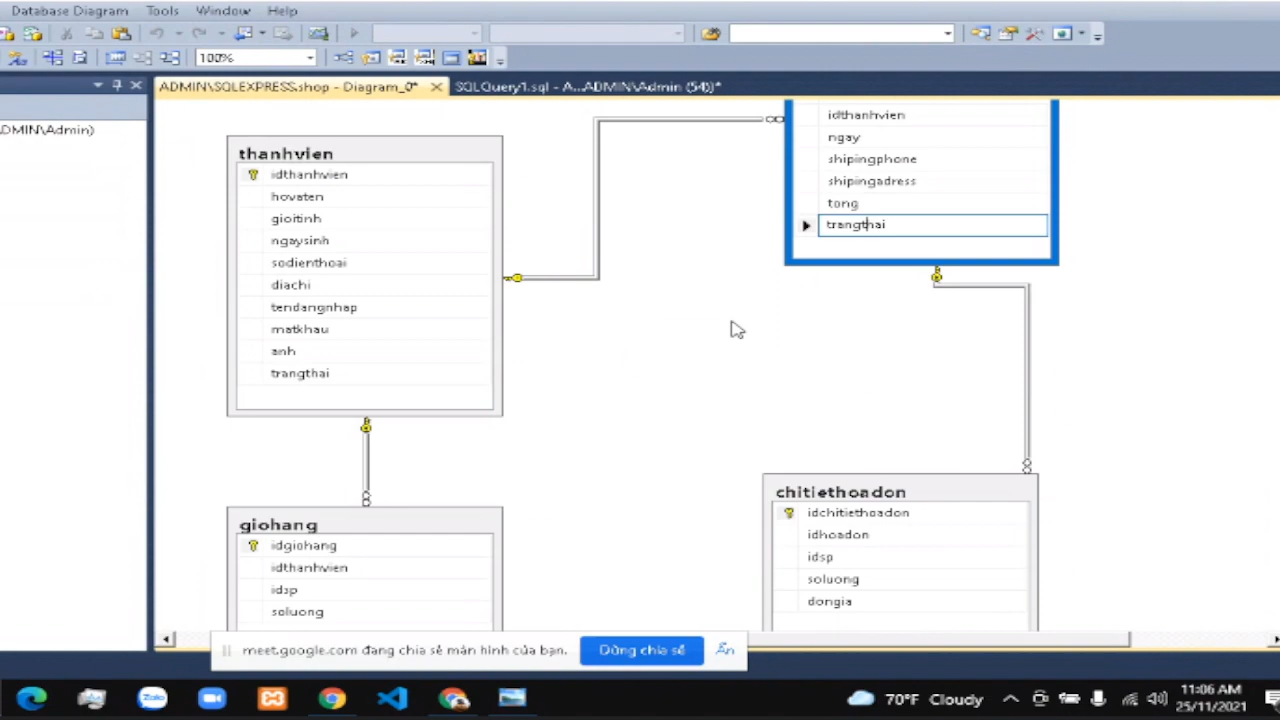 Database Diagram Tools Window Help
100%
ADMIN\SQLEXPRESS.shop - Diagram_0* SQLQuery1.sql - A...ADMIN\Admin (54))*
DMIN\Admin)
idthanhvien
ngay
shipingphone
shipingadress
tong
trangthai
thanhvien
idthanhvien
hovaten
gioitinh
ngaysinh
sodienthoai
diachi
tendangnhap
matkhau
anh
trangthai
giohang
idgiohang
idthanhvien
idsp
soluong
chitiethoadon
idchitiethoadon
idhoadon
idsp
soluong
dongia
meet.google.com đang chia sẻ màn hình của bạn. Dừng chia sẻ Ẩn
Zalo
70°F Cloudy
11:06 AM
25/11/2021